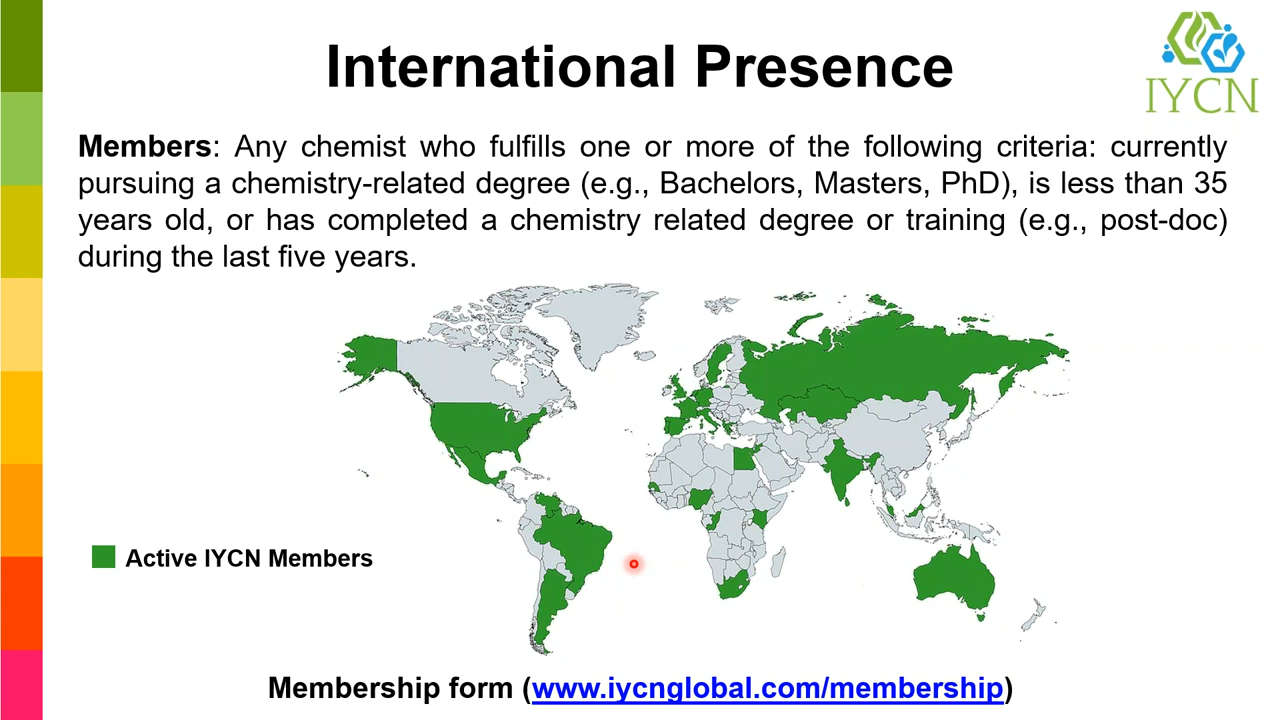 International Presence
IYCN
Members: Any chemist who fulfills one or more of the following criteria: currently
pursuing a chemistry-related degree (e.g., Bachelors, Masters, PhD), is less than 35
years old, or has completed a chemistry related degree or training (e.g., post-doc)
during the last five years.
Active IYCN Members
Membership form (www.iycnglobal.com/membership)